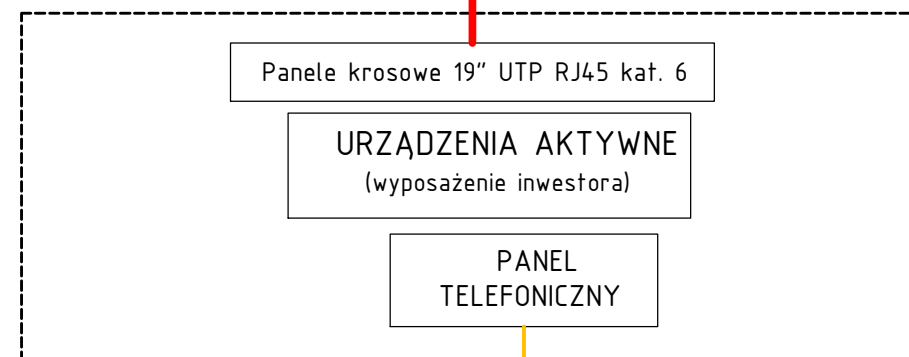 Panele krosowe 19" UTP RJ45 kat. 6
URZĄDZENIA AKTYWNE
(wyposażenie inwestora)
PANEL
TELEFONICZNY